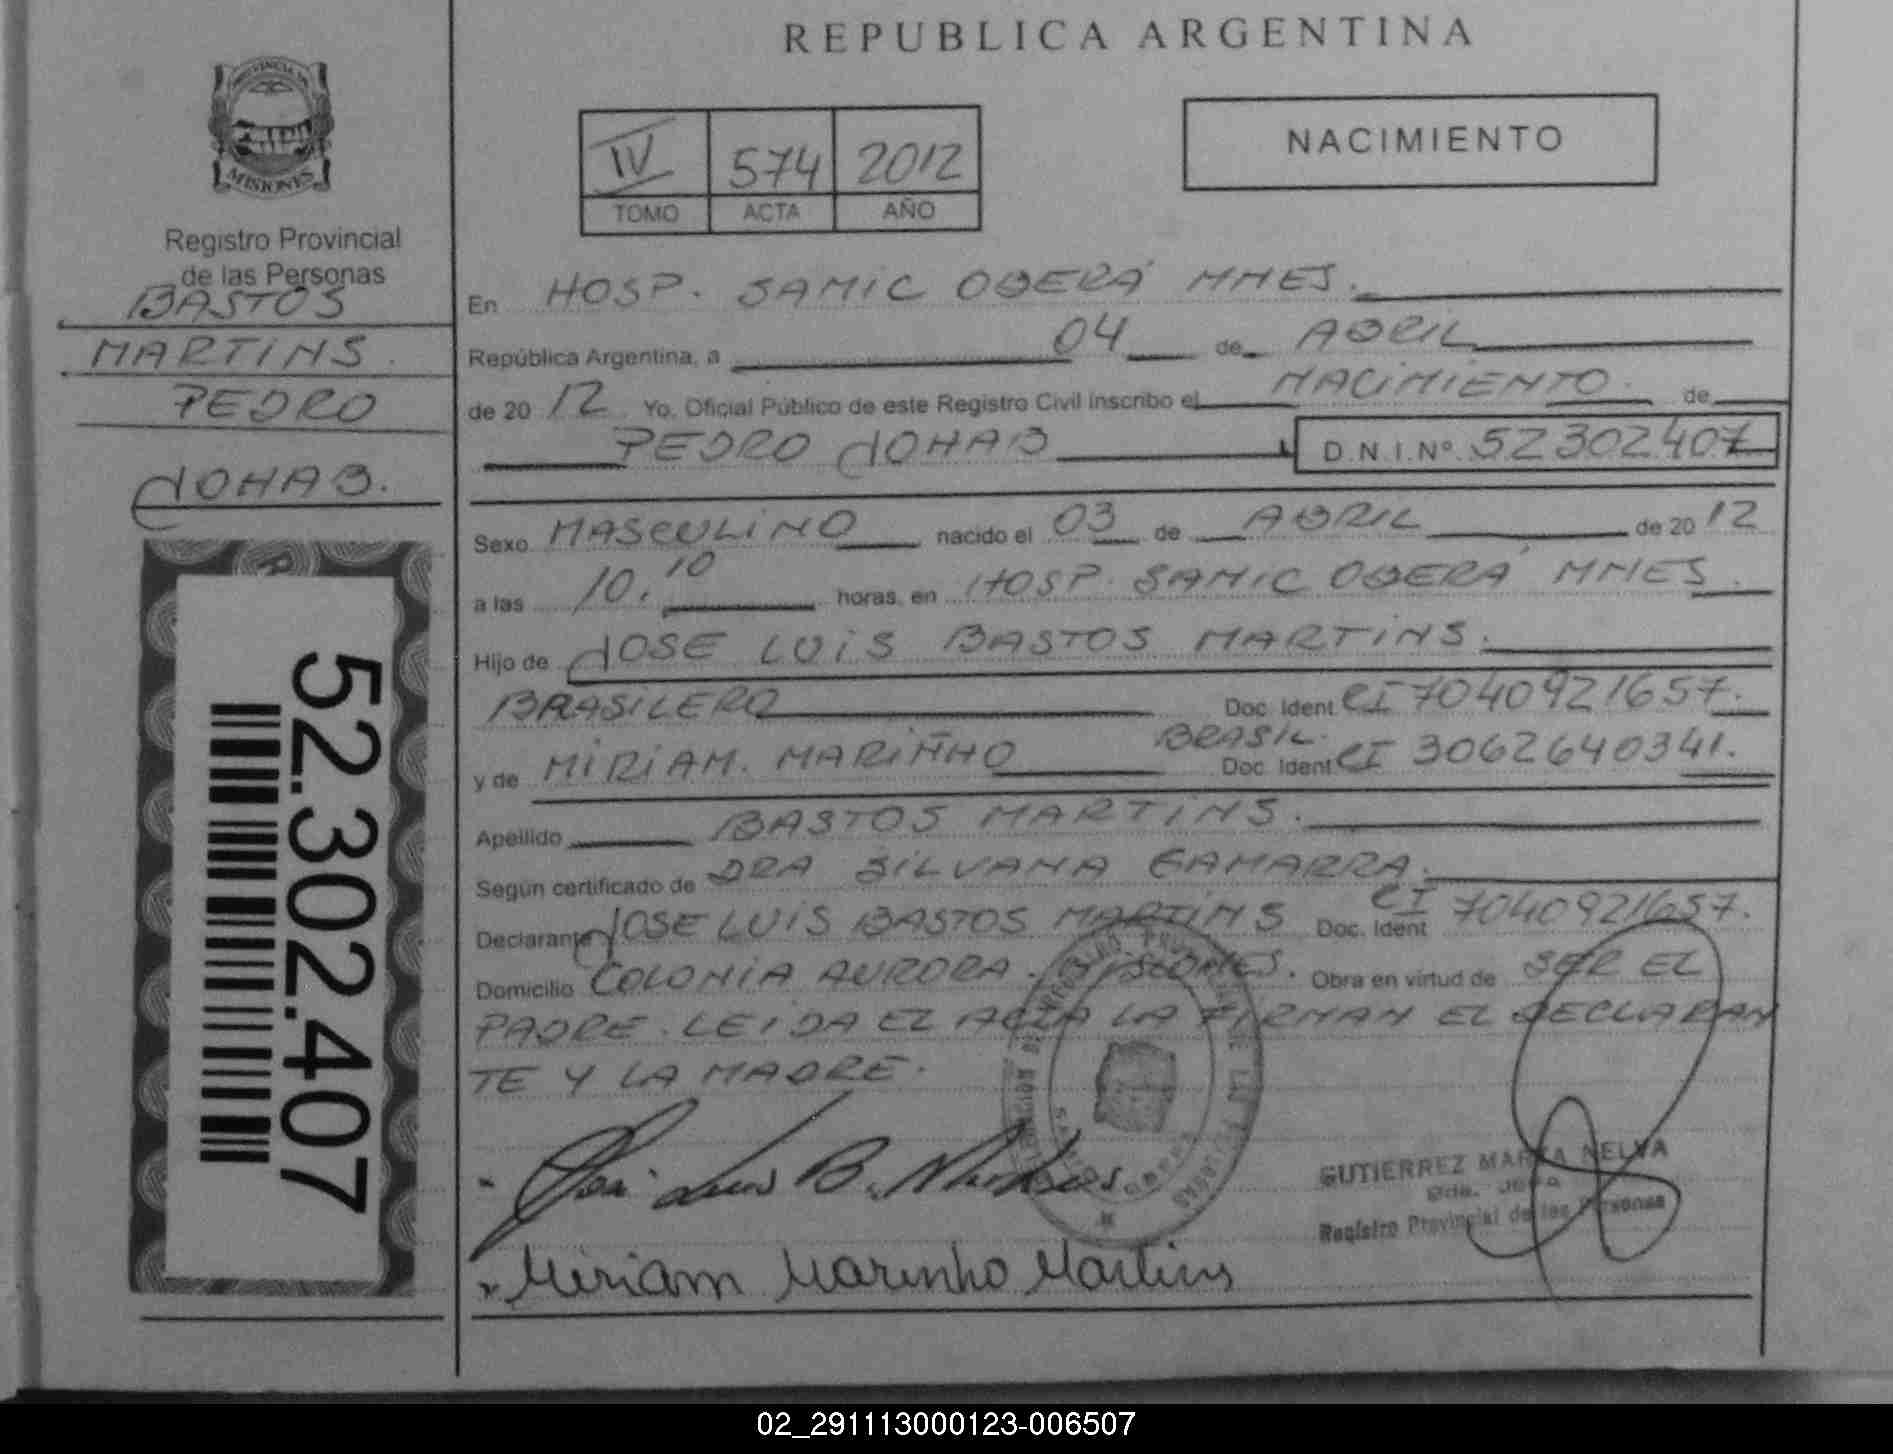 REPUBLICA ARGENTINA
PROVINCIA DE
MISIONES
Registro Provincial
de las Personas
BASTOS
MARTINS.
PEDRO
JOHAB.
52.302.407
IV 574 2012
TOMO ACTA AÑO
NACIMIENTO
En HOSP. SAMIC OBERÁ MNES.
República Argentina, a 04 de ABRIL
de 20 12 Yo, Oficial Público de este Registro Civil inscribo el NACIMIENTO de
PEDRO JOHAB D.N.I.Nº. 52302407
Sexo MASCULINO nacido el 03 de ABRIL de 20 12
a las 10.10 horas, en HOSP. SAMIC OBERÁ MNES.
Hijo de JOSE LUIS BASTOS MARTINS.
BRASILERO Doc. Ident CI 7040921657.
y de MIRIAM. MARIÑHO BRASIL. Doc. Ident CI 3062640341.
Apellido BASTOS MARTINS.
Según certificado de DRA SILVANA GAMARRA.
Declarante JOSE LUIS BASTOS MARTINS Doc. Ident CI 7040921657.
Domicilio COLONIA AURORA. MISIONES. Obra en virtud de SER EL
PADRE. LEIDA EL ACTA LA FIRMAN EL DECLARAN
TE Y LA MADRE.
GUTIERREZ MARTA NELVA
Registro Provincial de las Personas
Miriam Marinho Martins
02_291113000123-006507